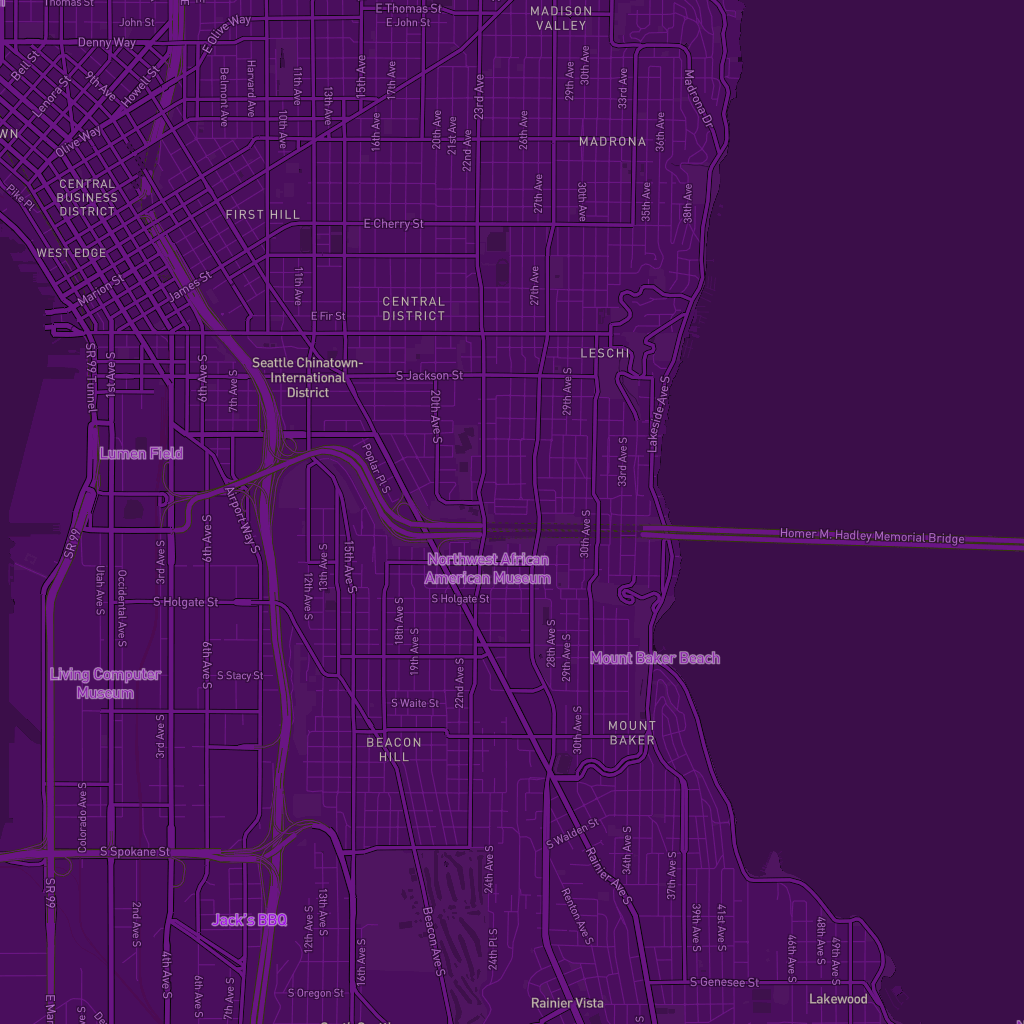 Thomas St
E Thomas St
MADISON
VALLEY
John St
E John St
E Olive Way
Denny Way
Bell St
Lenora St
9th Ave
Howell St
Belmont Ave
Harvard Ave
11th Ave
10th Ave
13th Ave
15th Ave
17th Ave
16th Ave
20th Ave
21st Ave
22nd Ave
23rd Ave
26th Ave
29th Ave
30th Ave
33rd Ave
Madrona Dr
36th Ave
MADRONA
Olive Way
Pike Pl
CENTRAL
BUSINESS
DISTRICT
FIRST HILL
E Cherry St
27th Ave
30th Ave
35th Ave
38th Ave
WEST EDGE
Marion St
James St
11th Ave
27th Ave
E Fir St
CENTRAL
DISTRICT
LESCHI
SR 99 Tunnel
1st Ave S
6th Ave S
7th Ave S
Seattle Chinatown-
International
District
S Jackson St
20th Ave S
29th Ave S
Lakeside Ave S
33rd Ave S
Lumen Field
Poplar Pl S
Airport Way S
SR 99
3rd Ave S
6th Ave S
30th Ave S
Homer M. Hadley Memorial Bridge
Northwest African
American Museum
Utah Ave S
Occidental Ave S
12th Ave S
13th Ave S
15th Ave S
S Holgate St
S Holgate St
18th Ave S
19th Ave S
28th Ave S
29th Ave S
Mount Baker Beach
6th Ave S
S Stacy St
Living Computer
Museum
22nd Ave S
S Waite St
3rd Ave S
30th Ave S
MOUNT
BAKER
BEACON
HILL
Colorado Ave S
S Spokane St
S Walden St
34th Ave S
Rainier Ave S
37th Ave S
24th Ave S
SR 99
2nd Ave S
Jack's BBQ
12th Ave S
13th Ave S
16th Ave S
Beacon Ave S
24th Pl S
Renton Ave S
39th Ave S
41st Ave S
46th Ave S
48th Ave S
49th Ave S
4th Ave S
6th Ave S
7th Ave S
S Oregon St
S Genesee St
Rainier Vista
Lakewood